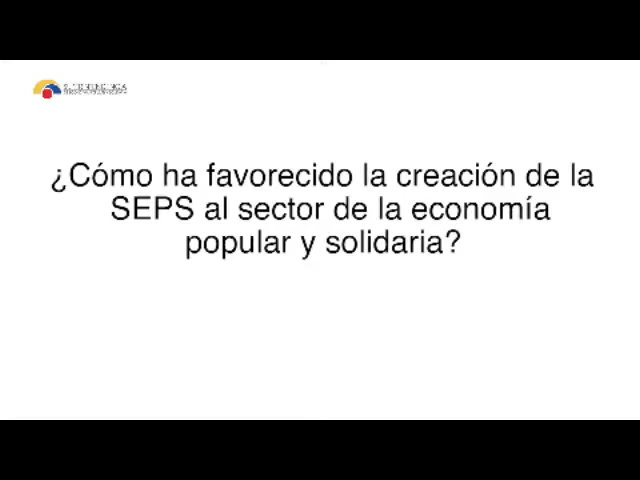 ¿Cómo ha favorecido la creación de la
SEPS al sector de la economía
popular y solidaria?